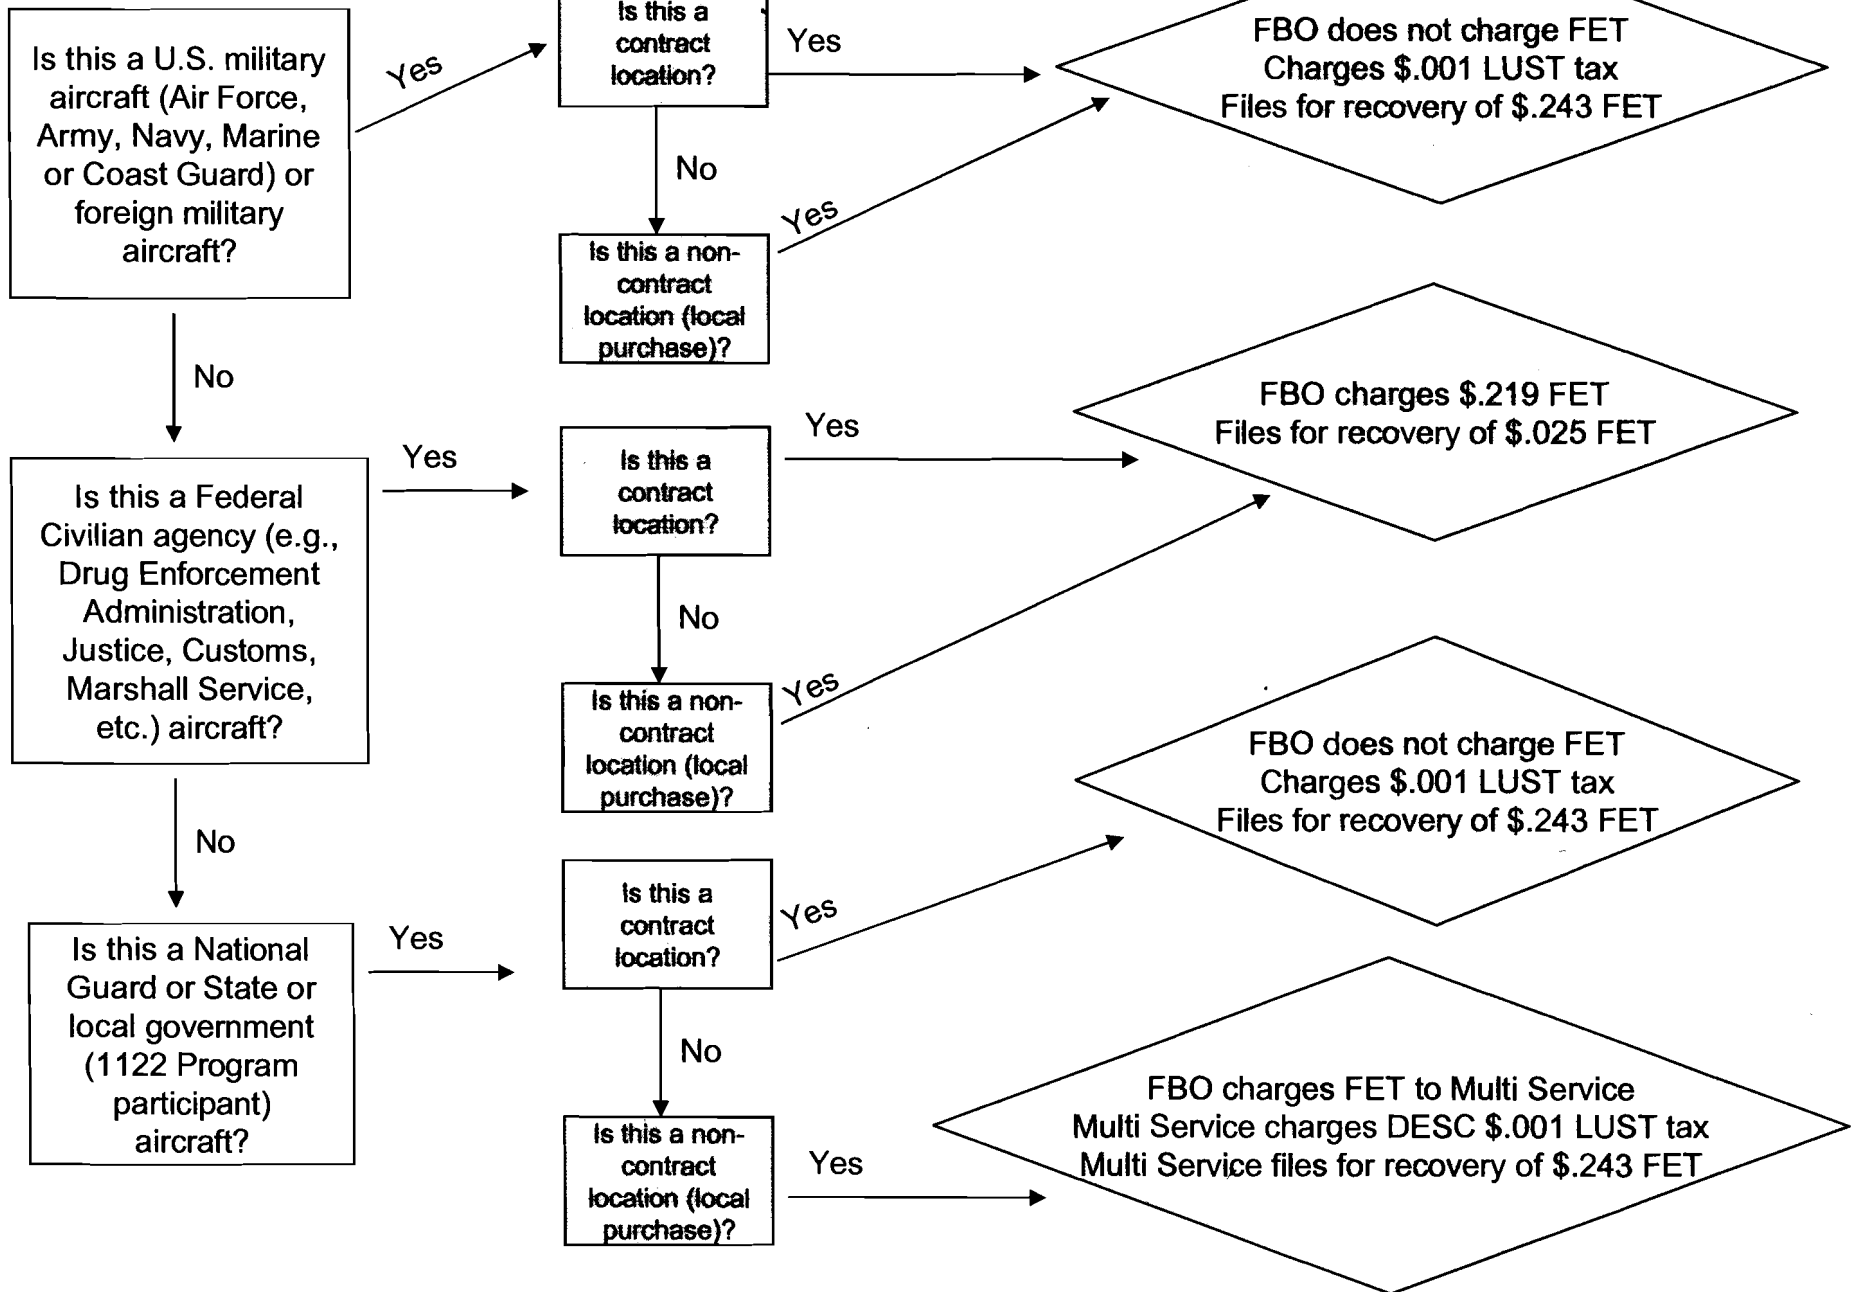 Is this a U.S. military
aircraft (Air Force,
Army, Navy, Marine
or Coast Guard) or
foreign military
aircraft?
Yes
Is this a
contract
location?
Yes
FBO does not charge FET
Charges $.001 LUST tax
Files for recovery of $.243 FET
No
Yes
Is this a non-
contract
location (local
purchase)?
No
Is this a Federal
Civilian agency (e.g.,
Drug Enforcement
Administration,
Justice, Customs,
Marshall Service,
etc.) aircraft?
Yes
Is this a
contract
location?
Yes
FBO charges $.219 FET
Files for recovery of $.025 FET
No
Yes
Is this a non-
contract
location (local
purchase)?
No
Is this a National
Guard or State or
local government
(1122 Program
participant)
aircraft?
Yes
Is this a
contract
location?
Yes
FBO does not charge FET
Charges $.001 LUST tax
Files for recovery of $.243 FET
No
Is this a non-
contract
location (local
purchase)?
Yes
FBO charges FET to Multi Service
Multi Service charges DESC $.001 LUST tax
Multi Service files for recovery of $.243 FET